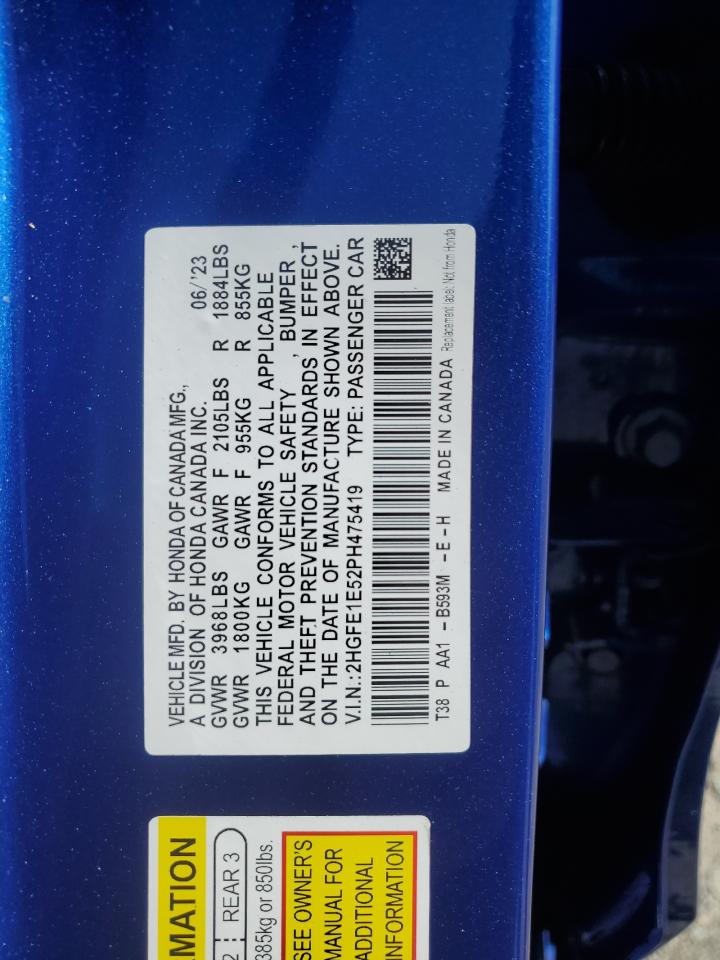 VEHICLE MFD. BY HONDA OF CANADA MFG.,
A DIVISION OF HONDA CANADA INC. 06/'23
GVWR 3968LBS GAWR F 2105LBS R 1884LBS
GVWR 1800KG GAWR F 955KG R 855KG
THIS VEHICLE CONFORMS TO ALL APPLICABLE
FEDERAL MOTOR VEHICLE SAFETY , BUMPER ,
AND THEFT PREVENTION STANDARDS, IN EFFECT
ON THE DATE OF MANUFACTURE SHOWN ABOVE.
V.I.N.:2HGFE1E52PH475419 TYPE: PASSENGER CAR
T38 P AA1 -B593M -E-H MADE IN CANADA Replacement label: Not from Honda
MATION
2 REAR 3
385kg or 850lbs.
SEE OWNER'S
MANUAL FOR
ADDITIONAL
INFORMATION